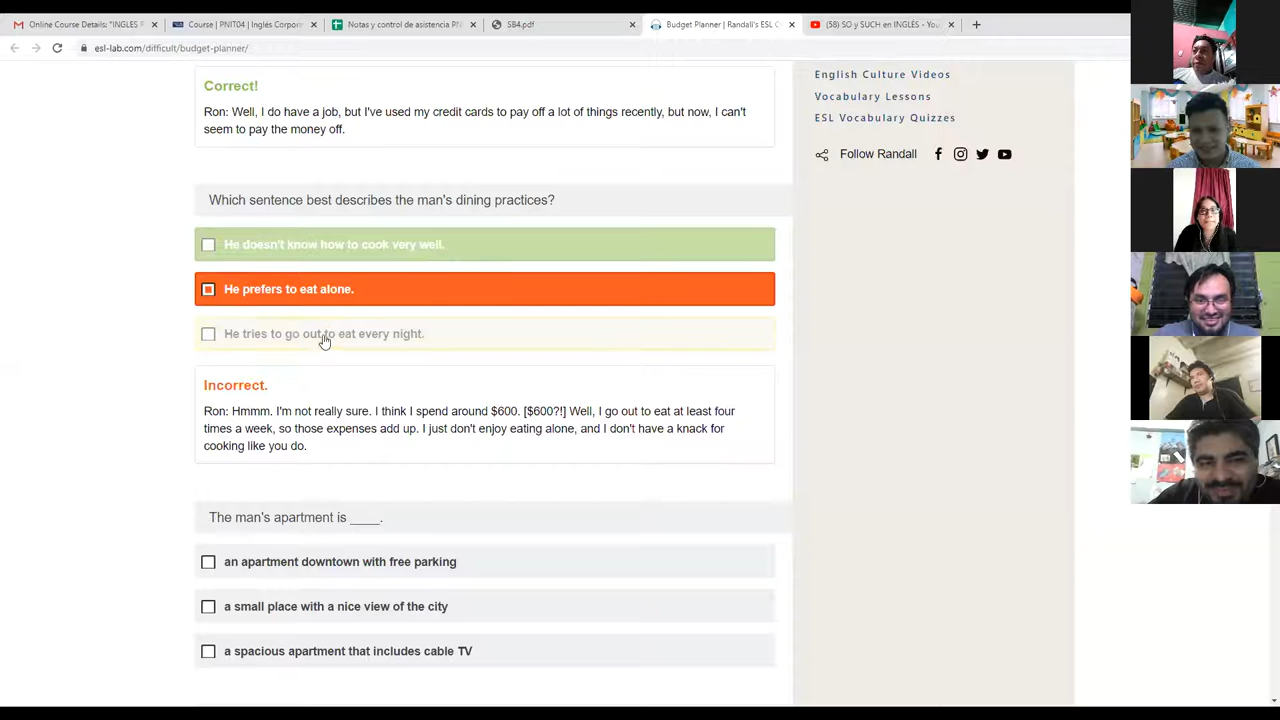 Online Course Details: "INGLES F
Course | PNIT04 | Inglés Corpor
Notas y control de asistencia PN
SB4.pdf
Budget Planner | Randall's ESL C
(58) SO y SUCH en INGLÉS - You
esl-lab.com/difficult/budget-planner/
Correct!
Ron: Well, I do have a job, but I've used my credit cards to pay off a lot of things recently, but now, I can't
seem to pay the money off.
Which sentence best describes the man's dining practices?
He doesn't know how to cook very well.
He prefers to eat alone.
He tries to go out to eat every night.
Incorrect.
Ron: Hmmm. I'm not really sure. I think I spend around $600. [$600?!] Well, I go out to eat at least four
times a week, so those expenses add up. I just don't enjoy eating alone, and I don't have a knack for
cooking like you do.
The man's apartment is ____.
an apartment downtown with free parking
a small place with a nice view of the city
a spacious apartment that includes cable TV
English Culture Videos
Vocabulary Lessons
ESL Vocabulary Quizzes
Follow Randall